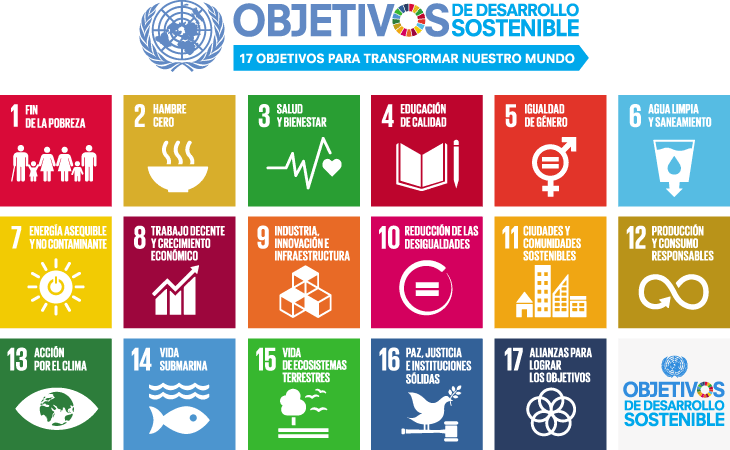 OBJETIVOS
DE DESARROLLO
SOSTENIBLE
17 OBJETIVOS PARA TRANSFORMAR NUESTRO MUNDO
1 FIN
DE LA POBREZA
2 HAMBRE
CERO
3 SALUD
Y BIENESTAR
4 EDUCACIÓN
DE CALIDAD
5 IGUALDAD
DE GÉNERO
6 AGUA LIMPIA
Y SANEAMIENTO
7 ENERGÍA ASEQUIBLE
Y NO CONTAMINANTE
8 TRABAJO DECENTE
Y CRECIMIENTO
ECONÓMICO
9 INDUSTRIA,
INNOVACIÓN E
INFRAESTRUCTURA
10 REDUCCIÓN DE LAS
DESIGUALDADES
11 CIUDADES Y
COMUNIDADES
SOSTENIBLES
12 PRODUCCIÓN
Y CONSUMO
RESPONSABLES
13 ACCIÓN
POR EL CLIMA
14 VIDA
SUBMARINA
15 VIDA
DE ECOSISTEMAS
TERRESTRES
16 PAZ, JUSTICIA
E INSTITUCIONES
SÓLIDAS
17 ALIANZAS PARA
LOGRAR
LOS OBJETIVOS
OBJETIVOS
DE DESARROLLO
SOSTENIBLE